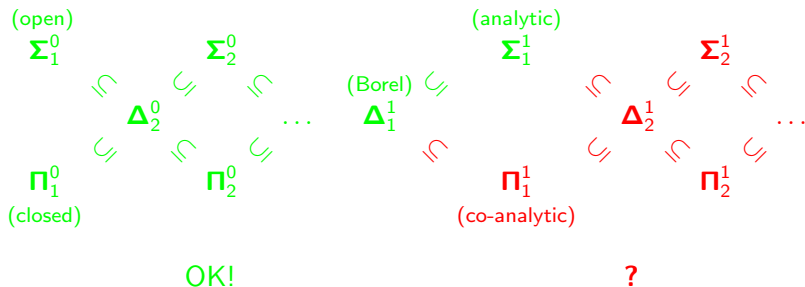 (open) (analytic)
𝚺⁰₁ 𝚺⁰₂ 𝚺¹₁ 𝚺¹₂
⊆ ⊆ ⊆ (Borel) ⊆ ⊆ ⊆ ⊆
𝚫⁰₂ … 𝚫¹₁ 𝚫¹₂ …
⊆ ⊆ ⊆ ⊆ ⊆ ⊆ ⊆
𝚷⁰₁ 𝚷⁰₂ 𝚷¹₁ 𝚷¹₂
(closed) (co-analytic)
OK! ?